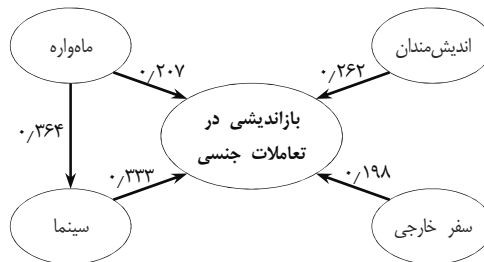 اندیش‌مندان
ماهواره
۰/۲۶۲
۰/۲۰۷
بازاندیشی در
تعاملات جنسی
۰/۳۶۴
۰/۱۹۸
۰/۳۳۳
سفر خارجی
سینما